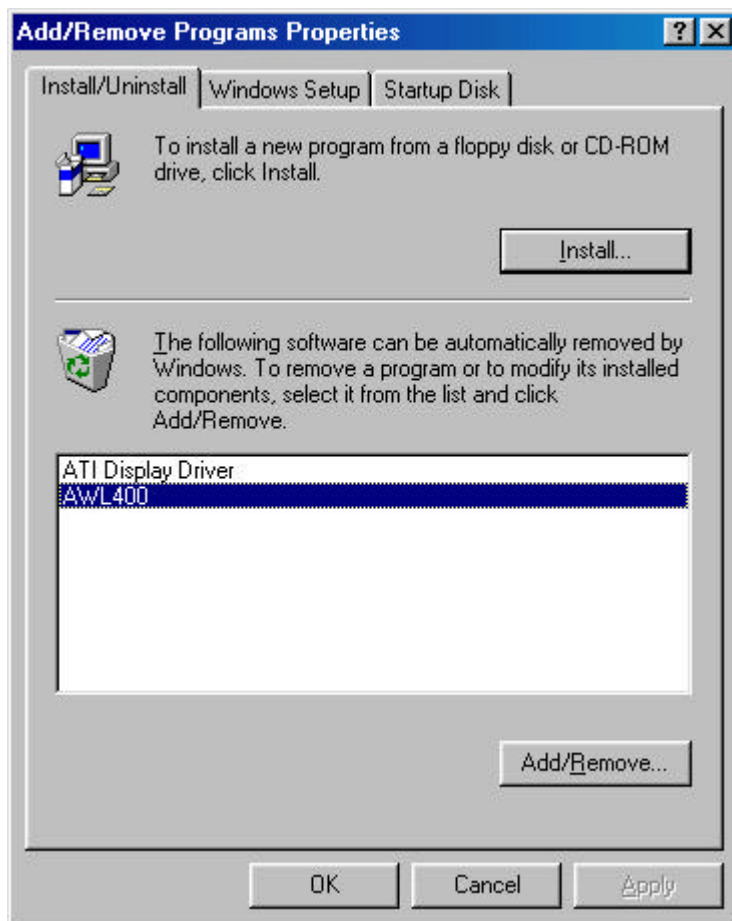 Add/Remove Programs Properties
Install/Uninstall
Windows Setup
Startup Disk
To install a new program from a floppy disk or CD-ROM
drive, click Install.
Install...
The following software can be automatically removed by
Windows. To remove a program or to modify its installed
components, select it from the list and click
Add/Remove.
ATI Display Driver
AWL400
Add/Remove...
OK
Cancel
Apply